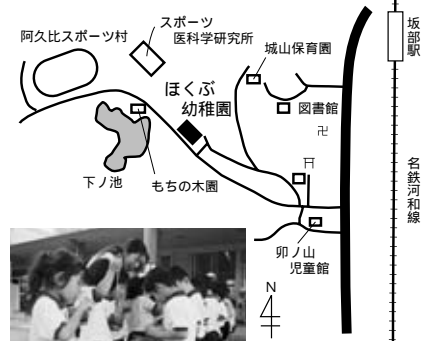 スポーツ
医科学研究所
阿久比スポーツ村
城山保育園
坂部駅
ほくぶ
幼稚園
図書館
卍
下ノ池
もちの木園
名鉄河和線
卯ノ山
児童館
N